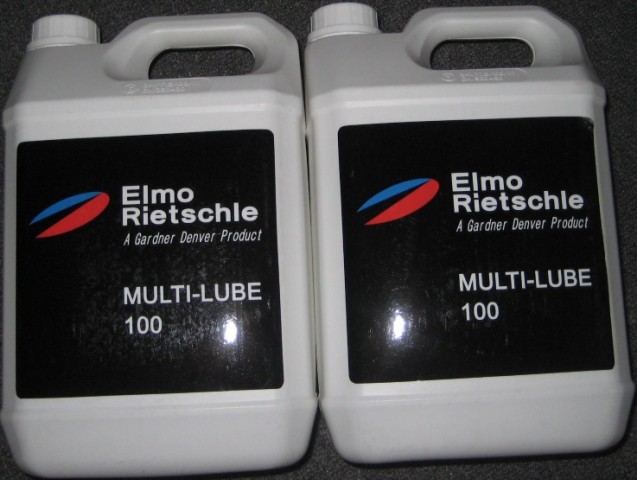 Elmo
Rietschle
A Gardner Denver Product
MULTI-LUBE
100
Elmo
Rietschle
A Gardner Denver Product
MULTI-LUBE
100